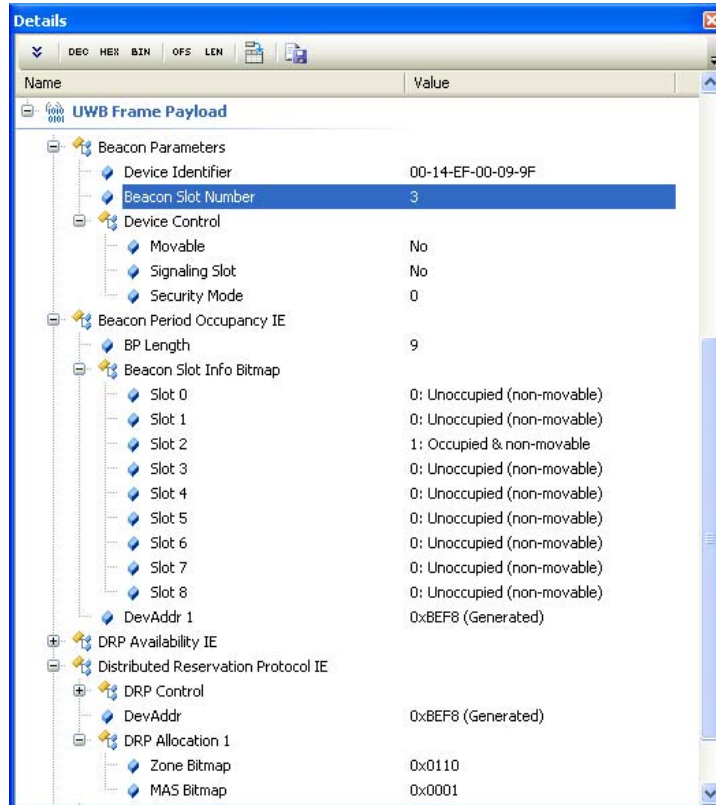 Details
DEC HEX BIN OFS LEN
Name Value
UWB Frame Payload
Beacon Parameters
Device Identifier 00-14-EF-00-09-9F
Beacon Slot Number 3
Device Control
Movable No
Signaling Slot No
Security Mode 0
Beacon Period Occupancy IE
BP Length 9
Beacon Slot Info Bitmap
Slot 0 0: Unoccupied (non-movable)
Slot 1 0: Unoccupied (non-movable)
Slot 2 1: Occupied & non-movable
Slot 3 0: Unoccupied (non-movable)
Slot 4 0: Unoccupied (non-movable)
Slot 5 0: Unoccupied (non-movable)
Slot 6 0: Unoccupied (non-movable)
Slot 7 0: Unoccupied (non-movable)
Slot 8 0: Unoccupied (non-movable)
DevAddr 1 0xBEF8 (Generated)
DRP Availability IE
Distributed Reservation Protocol IE
DRP Control
DevAddr 0xBEF8 (Generated)
DRP Allocation 1
Zone Bitmap 0x0110
MAS Bitmap 0x0001